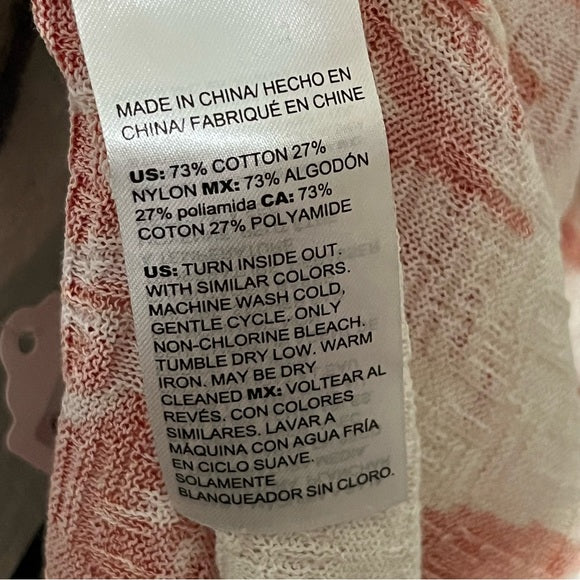 MADE IN CHINA/ HECHO EN
CHINA/ FABRIQUÉ EN CHINE
US: 73% COTTON 27%
NYLON MX: 73% ALGODÓN
27% poliamida CA: 73%
COTON 27% POLYAMIDE
US: TURN INSIDE OUT.
WITH SIMILAR COLORS.
MACHINE WASH COLD,
GENTLE CYCLE. ONLY
NON-CHLORINE BLEACH.
TUMBLE DRY LOW. WARM
IRON. MAY BE DRY
CLEANED MX: VOLTEAR AL
REVÉS. CON COLORES
SIMILARES. LAVAR A
MÁQUINA CON AGUA FRÍA
EN CICLO SUAVE.
SOLAMENTE
BLANQUEADOR SIN CLORO.